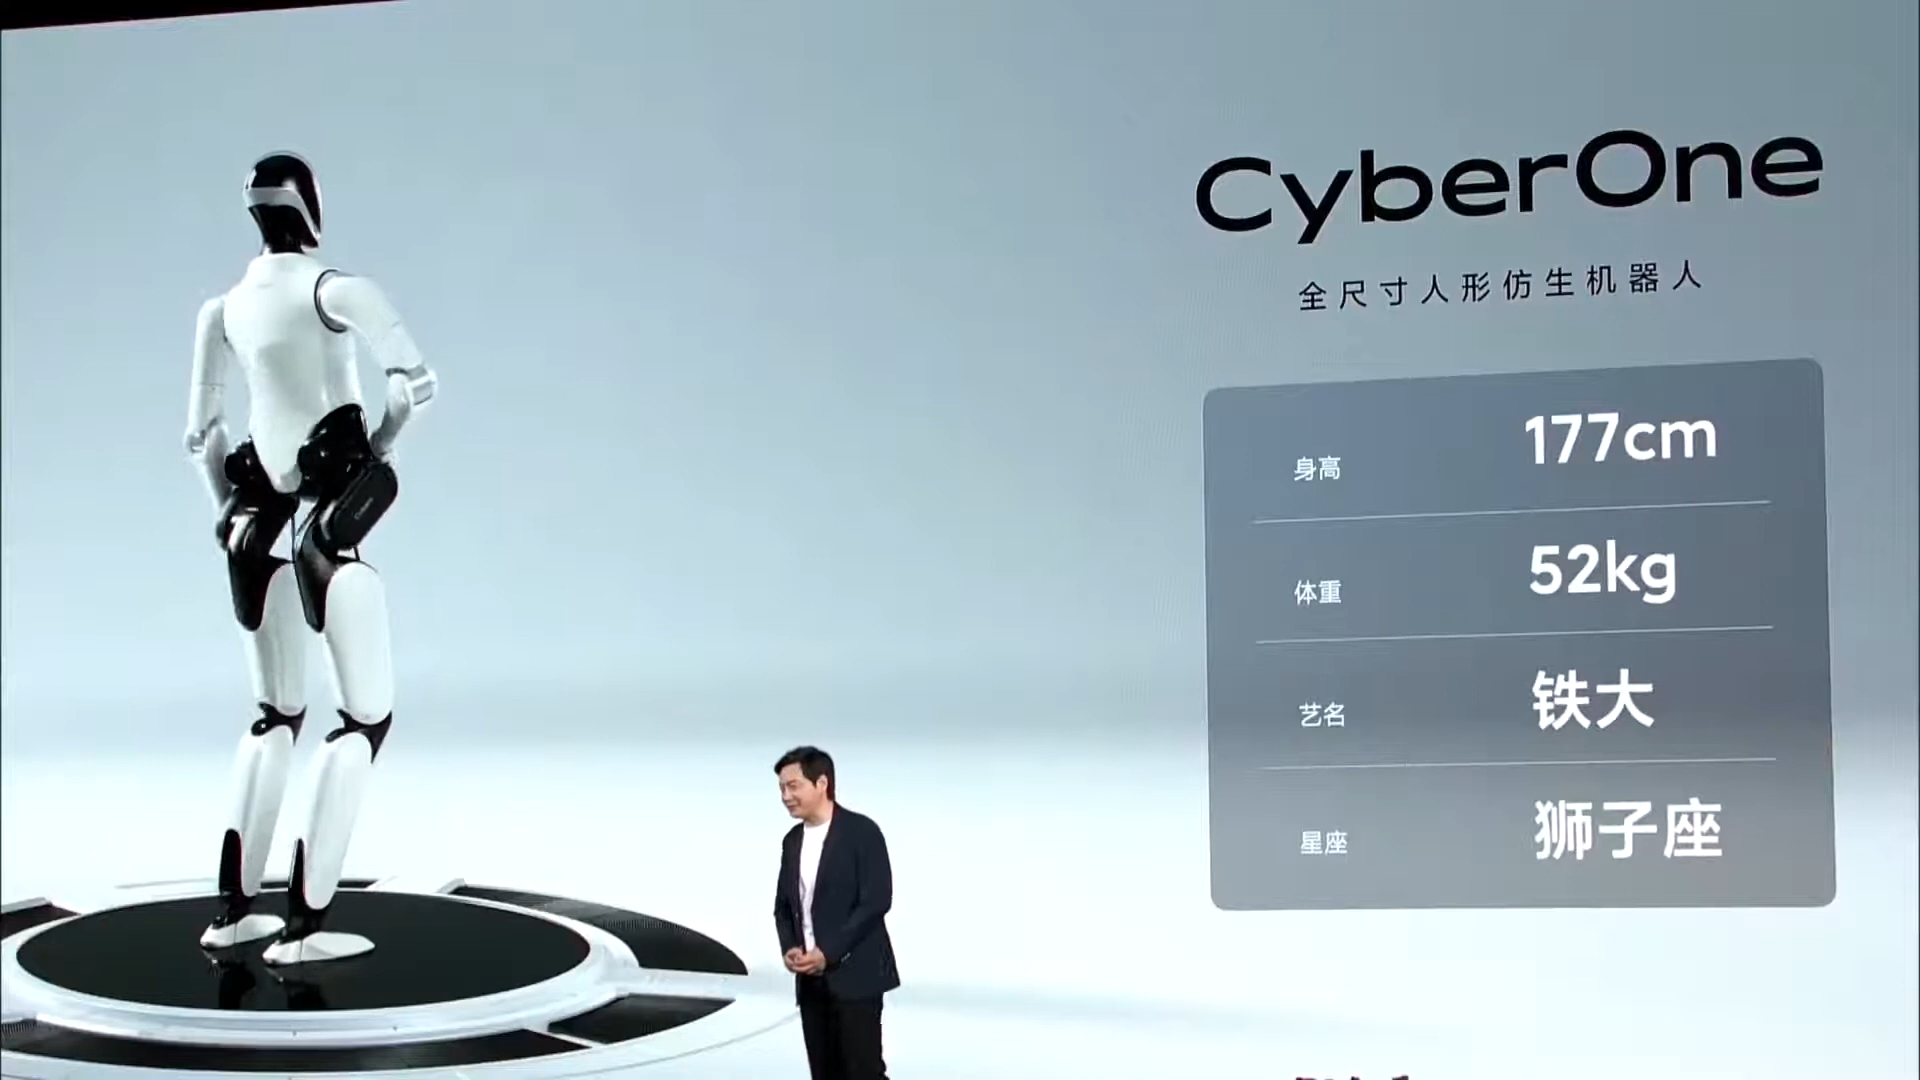 CyberOne
全尺寸人形仿生机器人
身高 177cm
体重 52kg
艺名 铁大
星座 狮子座